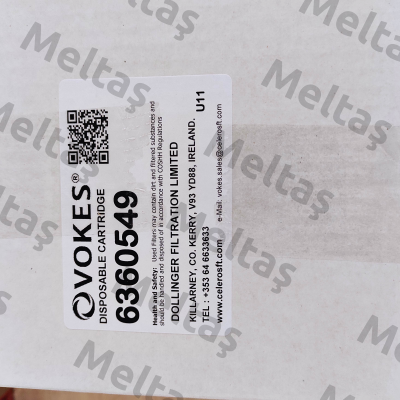 VOKES®
DISPOSABLE CARTRIDGE
6360549
Health and Safety: Used Filters may contain dirt and filtered substances and
should be handled and disposed of in accordance with COSHH Regulations
DOLLINGER FILTRATION LIMITED
KILLARNEY, CO. KERRY, V93 YD88, IRELAND.
TEL : +353 64 6633633
www.celerosft.com
e-Mail: vokes.sales@celerosft.com
U11
Meltaş
Meltaş
Meltaş
Meltaş
Meltaş
Meltaş
Meltaş
Meltaş